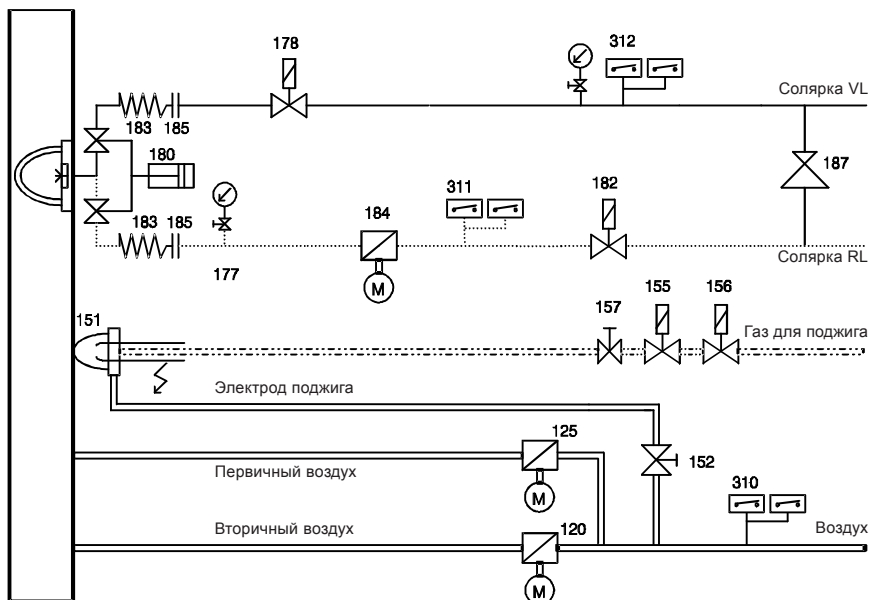 178
312
Солярка VL
183 185
180
187
311
182
184
183 185
177
M
Солярка RL
151
157
155
156
Газ для поджига
Электрод поджига
125
152
Первичный воздух
M
310
Вторичный воздух
120
Воздух
M